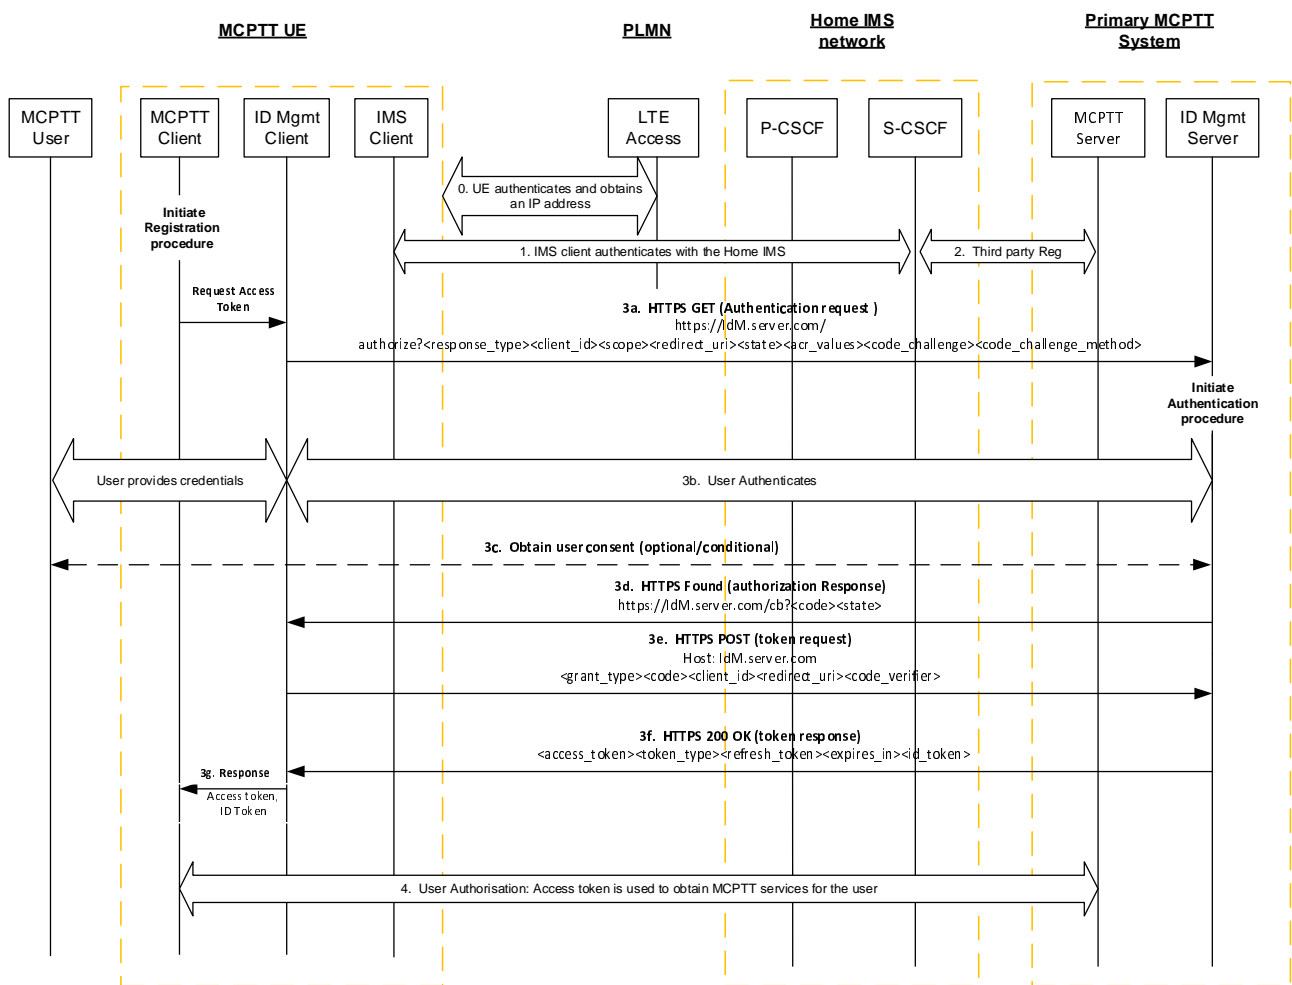 MCPTT UE
PLMN
Home IMS
network
Primary MCPTT
System
MCPTT
User
MCPTT
Client
ID Mgmt
Client
IMS
Client
LTE
Access
P-CSCF
S-CSCF
MCPTT
Server
ID Mgmt
Server
0. UE authenticates and obtains
an IP address
Initiate
Registration
procedure
1. IMS client authenticates with the Home IMS
2. Third party Reg
Request Access
Token
3a. HTTPS GET (Authentication request )
https://IdM.server.com/
authorize?<response_type><client_id><scope><redirect_uri><state><acr_values><code_challenge><code_challenge_method>
Initiate
Authentication
procedure
User provides credentials
3b. User Authenticates
3c. Obtain user consent (optional/conditional)
3d. HTTPS Found (authorization Response)
https://IdM.server.com/cb?<code><state>
3e. HTTPS POST (token request)
Host: IdM.server.com
<grant_type><code><client_id><redirect_uri><code_verifier>
3f. HTTPS 200 OK (token response)
<access_token><token_type><refresh_token><expires_in><id_token>
3g. Response
Access token,
ID Token
4. User Authorisation: Access token is used to obtain MCPTT services for the user